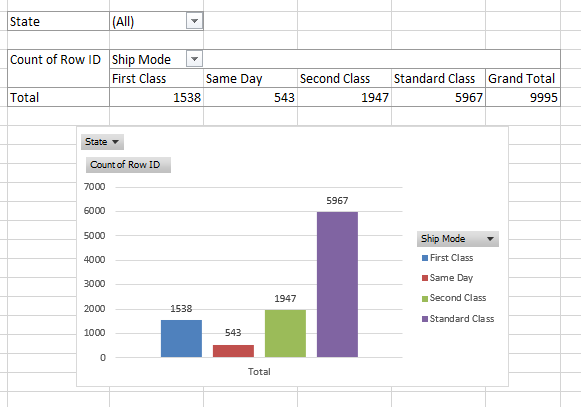 State (All)
Count of Row ID Ship Mode
First Class Same Day Second Class Standard Class Grand Total
Total 1538 543 1947 5967 9995
State
Count of Row ID
7000
6000
5000
4000
3000
2000
1000
0
1538
543
1947
5967
Total
Ship Mode
First Class
Same Day
Second Class
Standard Class